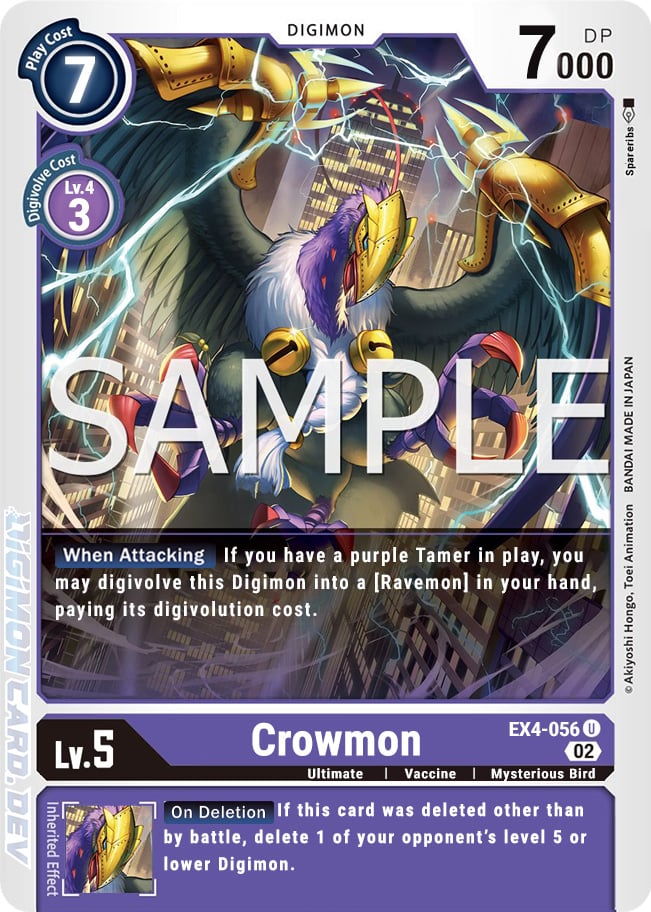 DIGIMON
Play Cost
7
7000
DP
Digivolve Cost
Lv.4
3
Spareribs
SAMPLE
When Attacking If you have a purple Tamer in play, you
may digivolve this Digimon into a [Ravemon] in your hand,
paying its digivolution cost.
© Akiyoshi Hongo, Toei Animation BANDAI MADE IN JAPAN
DIGIMONCARD.DEV
Lv.5
Crowmon
EX4-056 U
02
Ultimate | Vaccine | Mysterious Bird
Inherited Effect
On Deletion If this card was deleted other than
by battle, delete 1 of your opponent's level 5 or
lower Digimon.